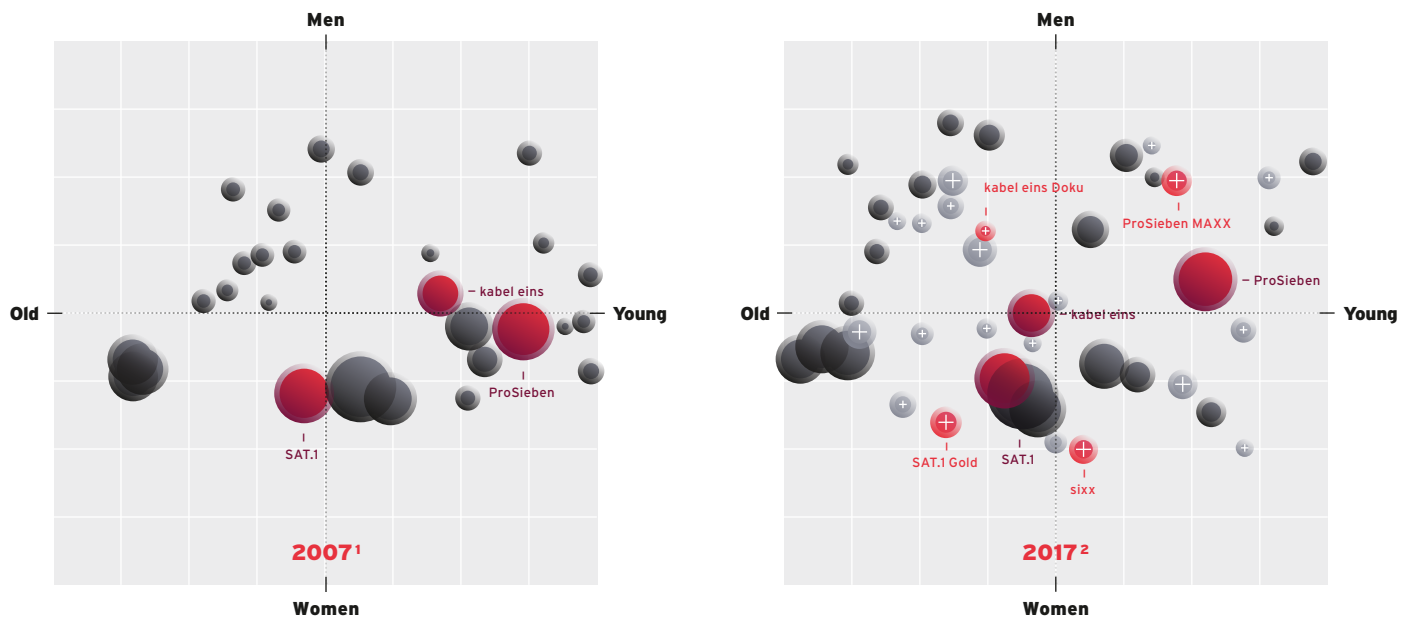 Men
Old
Young
kabel eins
ProSieben
SAT.1
2007¹
Women
Men
kabel eins Doku
ProSieben MAXX
ProSieben
Old
Young
kabel eins
SAT.1 Gold
SAT.1
sixx
2017²
Women